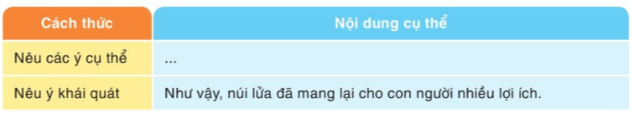 Cách thức Nội dung cụ thể
Nêu các ý cụ thể ...
Nêu ý khái quát Như vậy, núi lửa đã mang lại cho con người nhiều lợi ích.